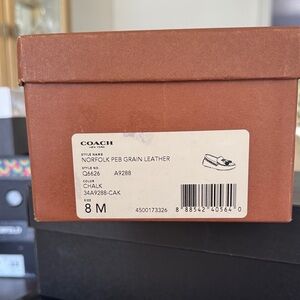 COACH
NEW YORK
STYLE NAME
NORFOLK PEB GRAIN LEATHER
STYLE NO.
Q6626 A9288
COLOR
CHALK
34A9288-CAK
SIZE
8 M
4500173326
8 88542 40564 0